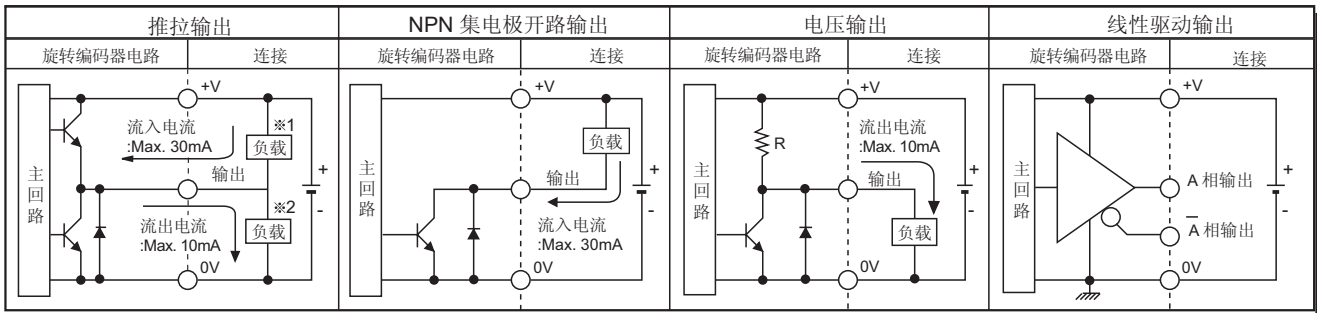 推拉输出
旋转编码器电路
连接
+V
流入电流
:Max. 30mA
※1
负载
主回路
输出
+
-
流出电流
:Max. 10mA
※2
负载
0V
NPN 集电极开路输出
旋转编码器电路
连接
+V
负载
主回路
输出
+
-
流入电流
:Max. 30mA
0V
电压输出
旋转编码器电路
连接
+V
R
流出电流
:Max. 10mA
主回路
输出
+
-
负载
0V
线性驱动输出
旋转编码器电路
连接
+V
主回路
A 相输出
+
-
A̅ 相输出
0V